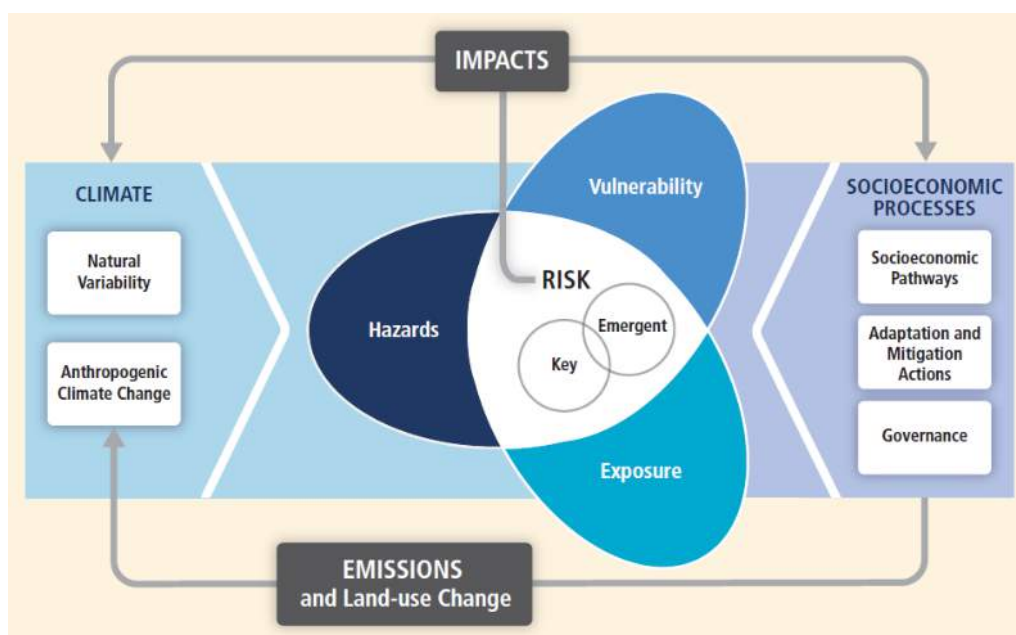 IMPACTS
CLIMATE
Natural
Variability
Anthropogenic
Climate Change
Vulnerability
Hazards
RISK
Emergent
Key
Exposure
SOCIOECONOMIC
PROCESSES
Socioeconomic
Pathways
Adaptation and
Mitigation
Actions
Governance
EMISSIONS
and Land-use Change